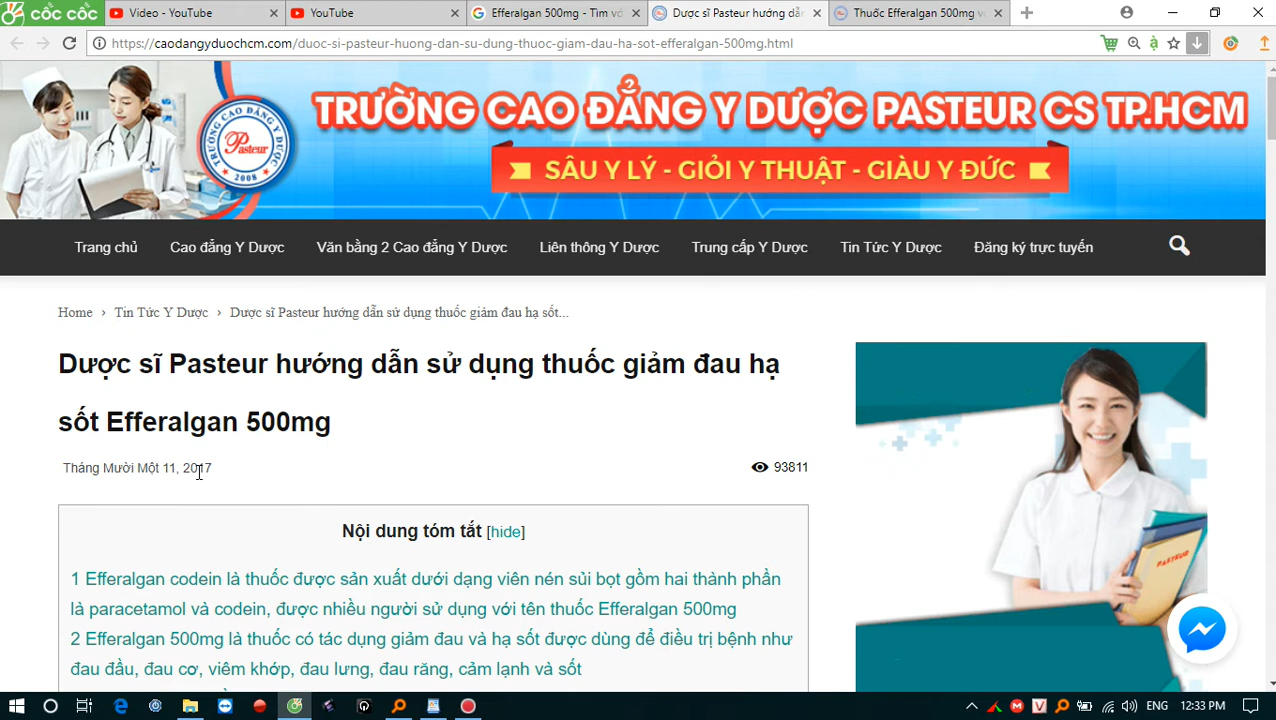 cốc cốc
Video - YouTube
YouTube
Efferalgan 500mg - Tìm vớ
Dược sĩ Pasteur hướng dẫ
Thuốc Efferalgan 500mg v
https://caodangyduochcm.com/duoc-si-pasteur-huong-dan-su-dung-thuoc-giam-dau-ha-sot-efferalgan-500mg.html
TRƯỜNG CAO ĐẲNG Y DƯỢC PASTEUR CS TP.HCM
TRƯỜNG CAO ĐẲNG Y DƯỢC
Pasteur
2008
SÂU Y LÝ - GIỎI Y THUẬT - GIÀU Y ĐỨC
Trang chủ
Cao đẳng Y Dược
Văn bằng 2 Cao đẳng Y Dược
Liên thông Y Dược
Trung cấp Y Dược
Tin Tức Y Dược
Đăng ký trực tuyến
Home › Tin Tức Y Dược › Dược sĩ Pasteur hướng dẫn sử dụng thuốc giảm đau hạ sốt...
Dược sĩ Pasteur hướng dẫn sử dụng thuốc giảm đau hạ
sốt Efferalgan 500mg
Tháng Mười Một 11, 2017
93811
Nội dung tóm tắt [hide]
1 Efferalgan codein là thuốc được sản xuất dưới dạng viên nén sủi bọt gồm hai thành phần
là paracetamol và codein, được nhiều người sử dụng với tên thuốc Efferalgan 500mg
2 Efferalgan 500mg là thuốc có tác dụng giảm đau và hạ sốt được dùng để điều trị bệnh như
đau đầu, đau cơ, viêm khớp, đau lưng, đau răng, cảm lạnh và sốt
PASTEUR
ENG
12:33 PM